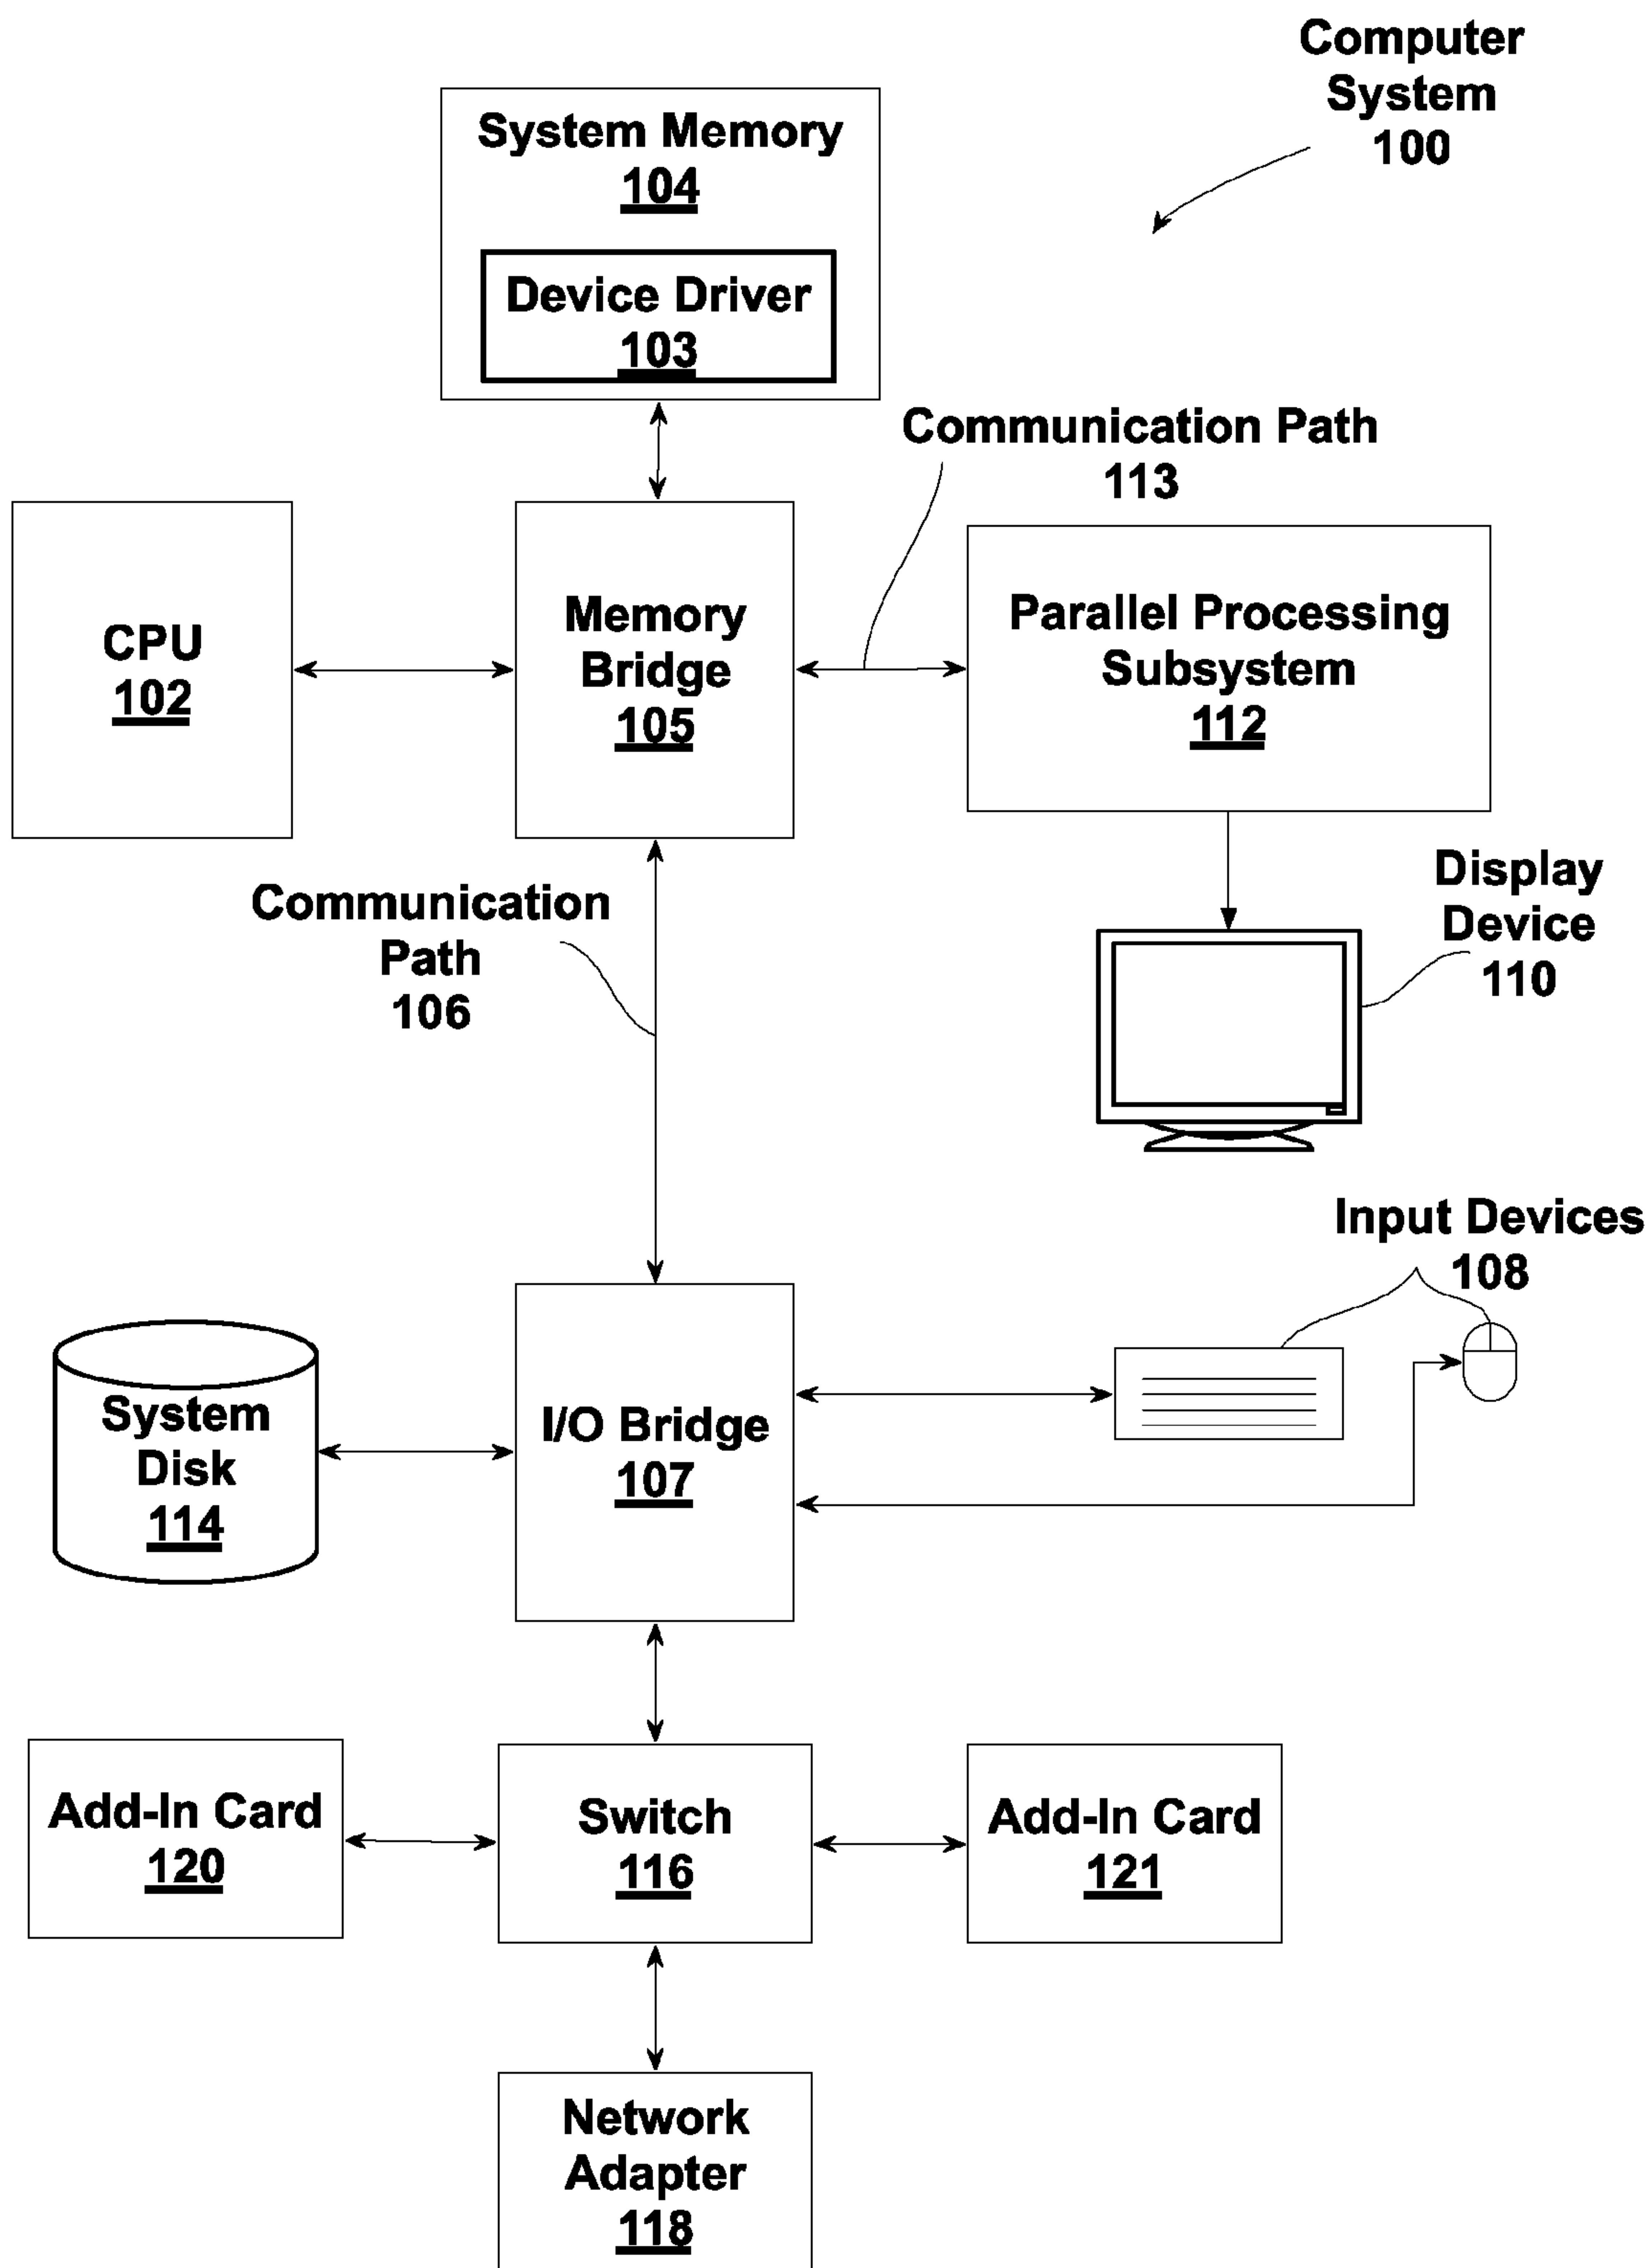 Computer
System
100
System Memory
104
Device Driver
103
Communication Path
113
CPU
102
Memory
Bridge
105
Parallel Processing
Subsystem
112
Communication
Path
106
Display
Device
110
Input Devices
108
System
Disk
114
I/O Bridge
107
Add-In Card
120
Switch
116
Add-In Card
121
Network
Adapter
118